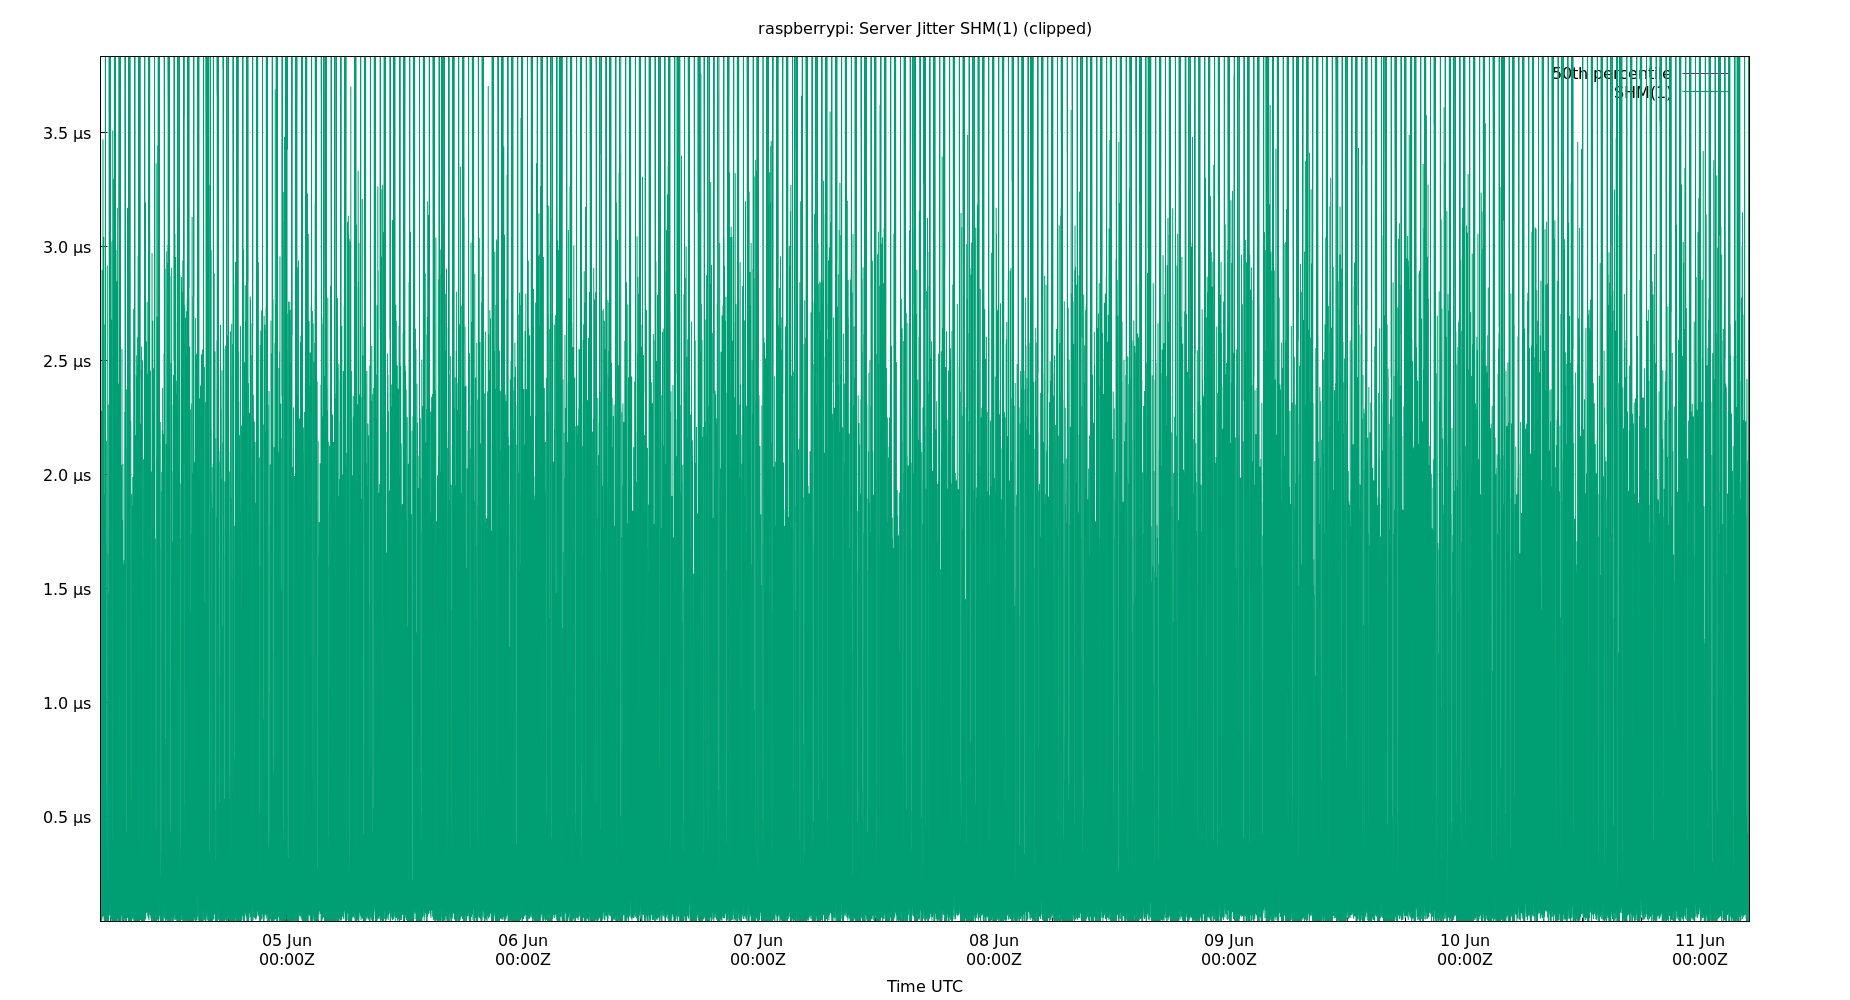 raspberrypi: Server Jitter SHM(1) (clipped)
50th percentile
SHM(1)
3.5 µs
3.0 µs
2.5 µs
2.0 µs
1.5 µs
1.0 µs
0.5 µs
05 Jun 06 Jun 07 Jun 08 Jun 09 Jun 10 Jun 11 Jun
00:00Z 00:00Z 00:00Z 00:00Z 00:00Z 00:00Z 00:00Z
Time UTC